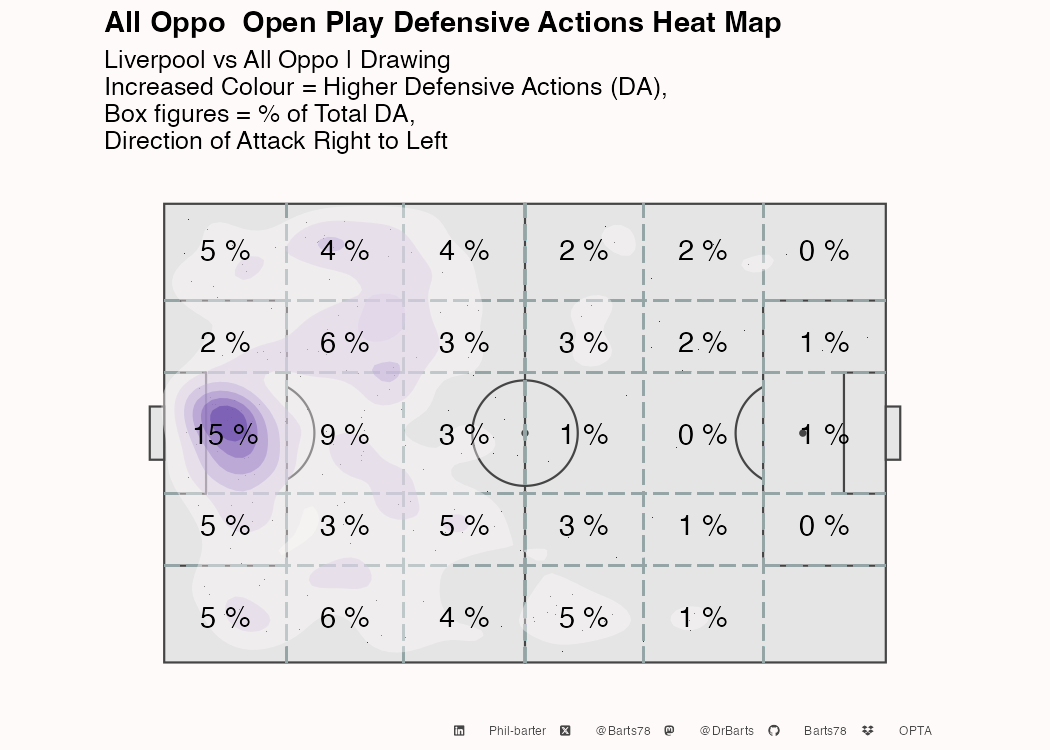 All Oppo  Open Play Defensive Actions Heat Map
Liverpool vs All Oppo | Drawing
Increased Colour = Higher Defensive Actions (DA),
Box figures = % of Total DA,
Direction of Attack Right to Left
5 % 4 % 4 % 2 % 2 % 0 %
2 % 6 % 3 % 3 % 2 % 1 %
15 % 9 % 3 % 1 % 0 % 1 %
5 % 3 % 5 % 3 % 1 % 0 %
5 % 6 % 4 % 5 % 1 %
Phil-barter @Barts78 @DrBarts Barts78 OPTA